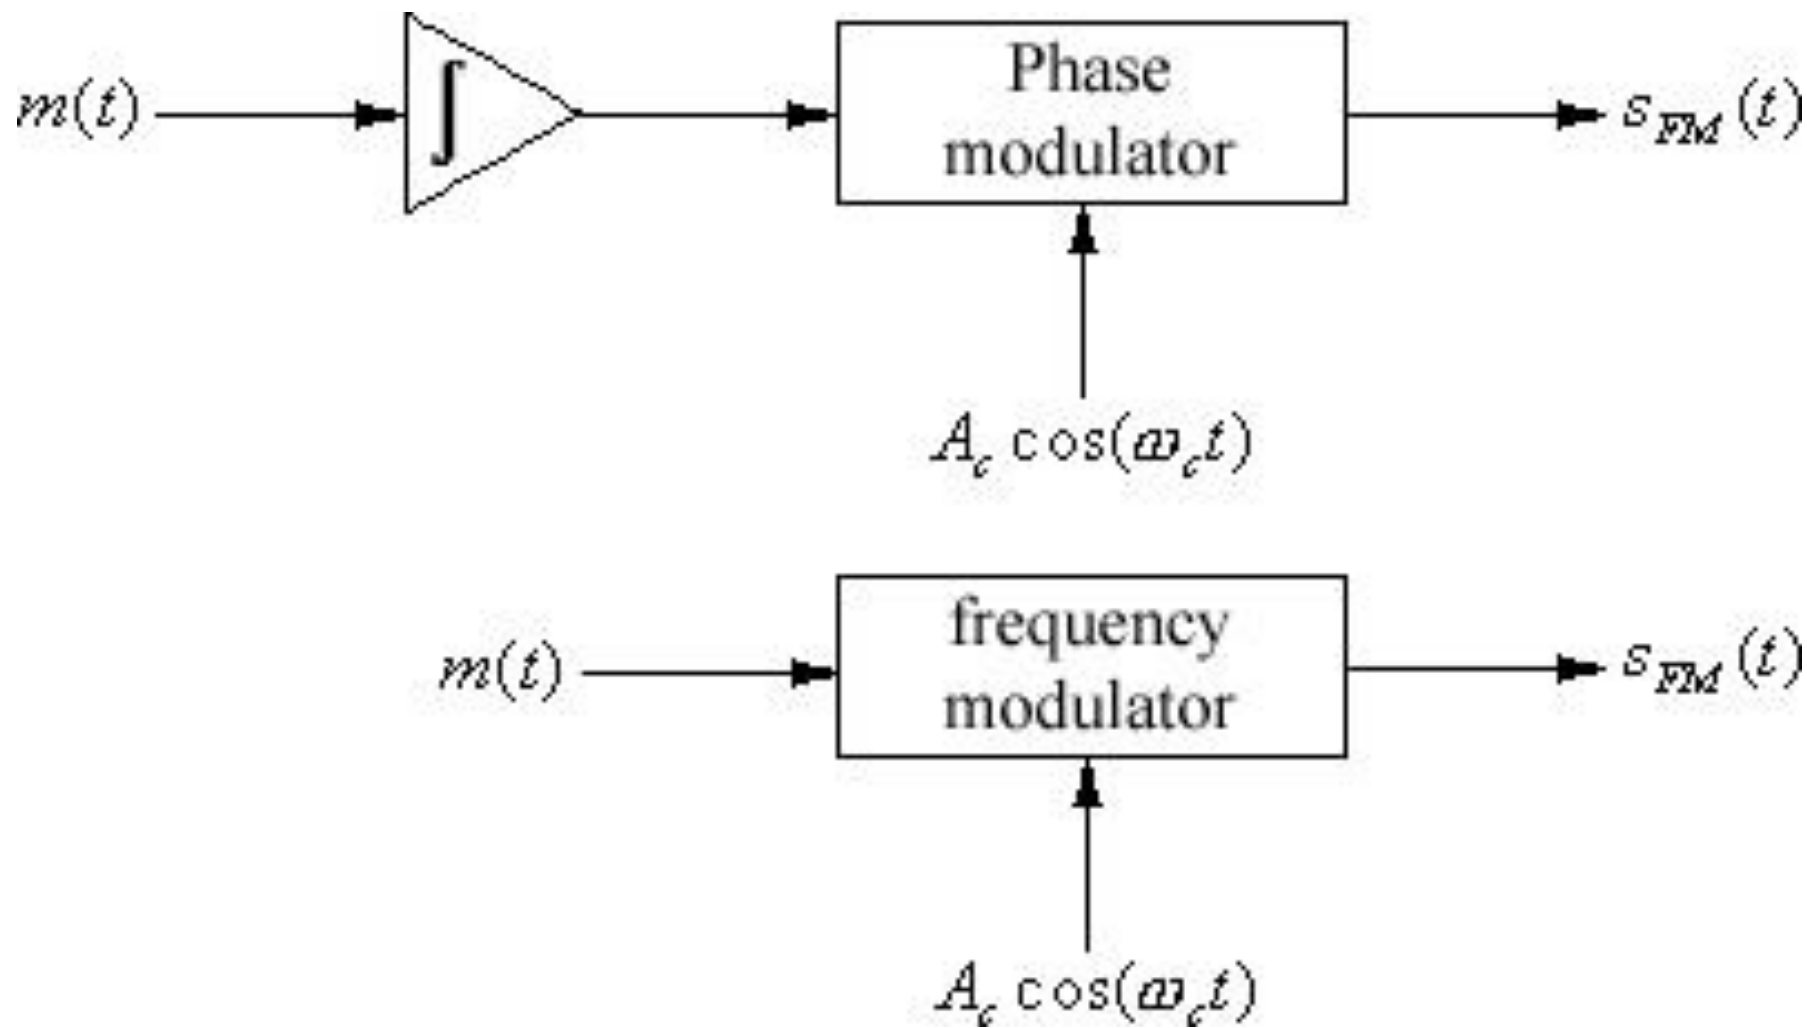 m(t)
∫
Phase
modulator
s_FM(t)
A_c cos(ω_c t)
m(t)
frequency
modulator
s_FM(t)
A_c cos(ω_c t)